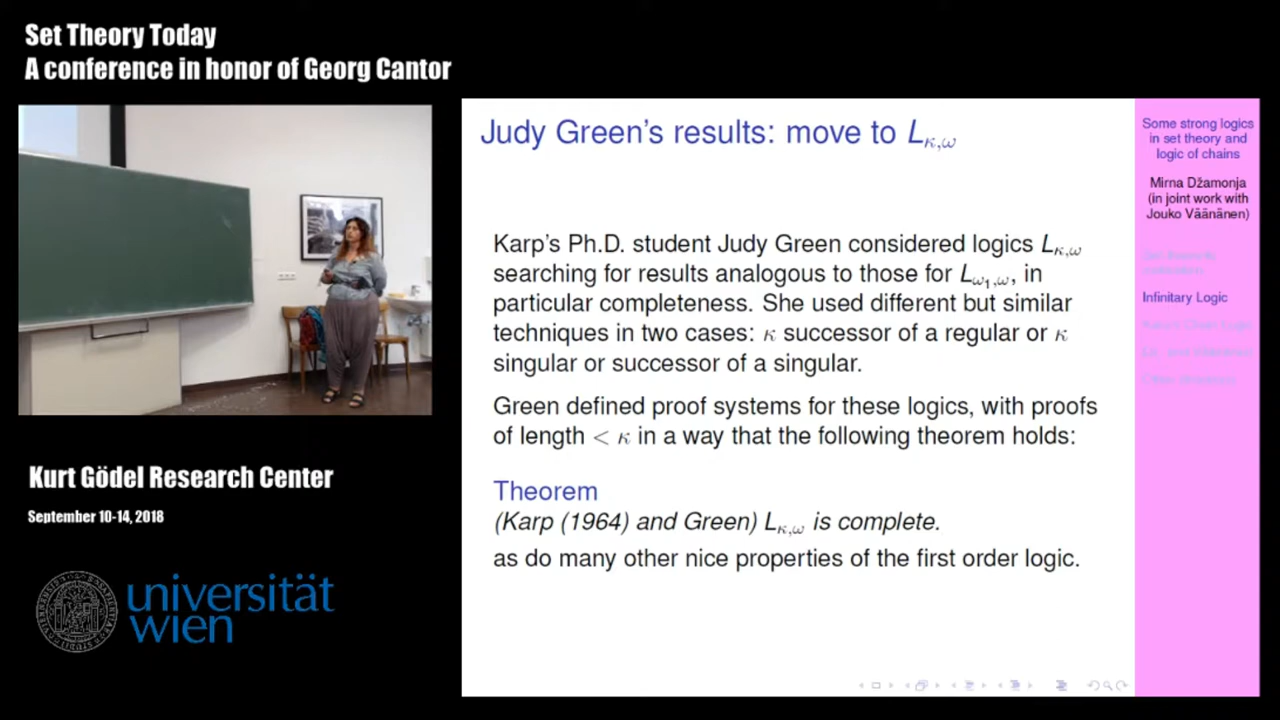 Set Theory Today
A conference in honor of Georg Cantor
Judy Green's results: move to Lκ,ω
Karp's Ph.D. student Judy Green considered logics Lκ,ω
searching for results analogous to those for Lω₁,ω, in
particular completeness. She used different but similar
techniques in two cases: κ successor of a regular or κ
singular or successor of a singular.
Green defined proof systems for these logics, with proofs
of length < κ in a way that the following theorem holds:
Theorem
(Karp (1964) and Green) Lκ,ω is complete.
as do many other nice properties of the first order logic.
Some strong logics
in set theory and
logic of chains
Mirna Džamonja
(in joint work with
Jouko Väänänen)
Infinitary Logic
Kurt Gödel Research Center
September 10-14, 2018
universität
wien